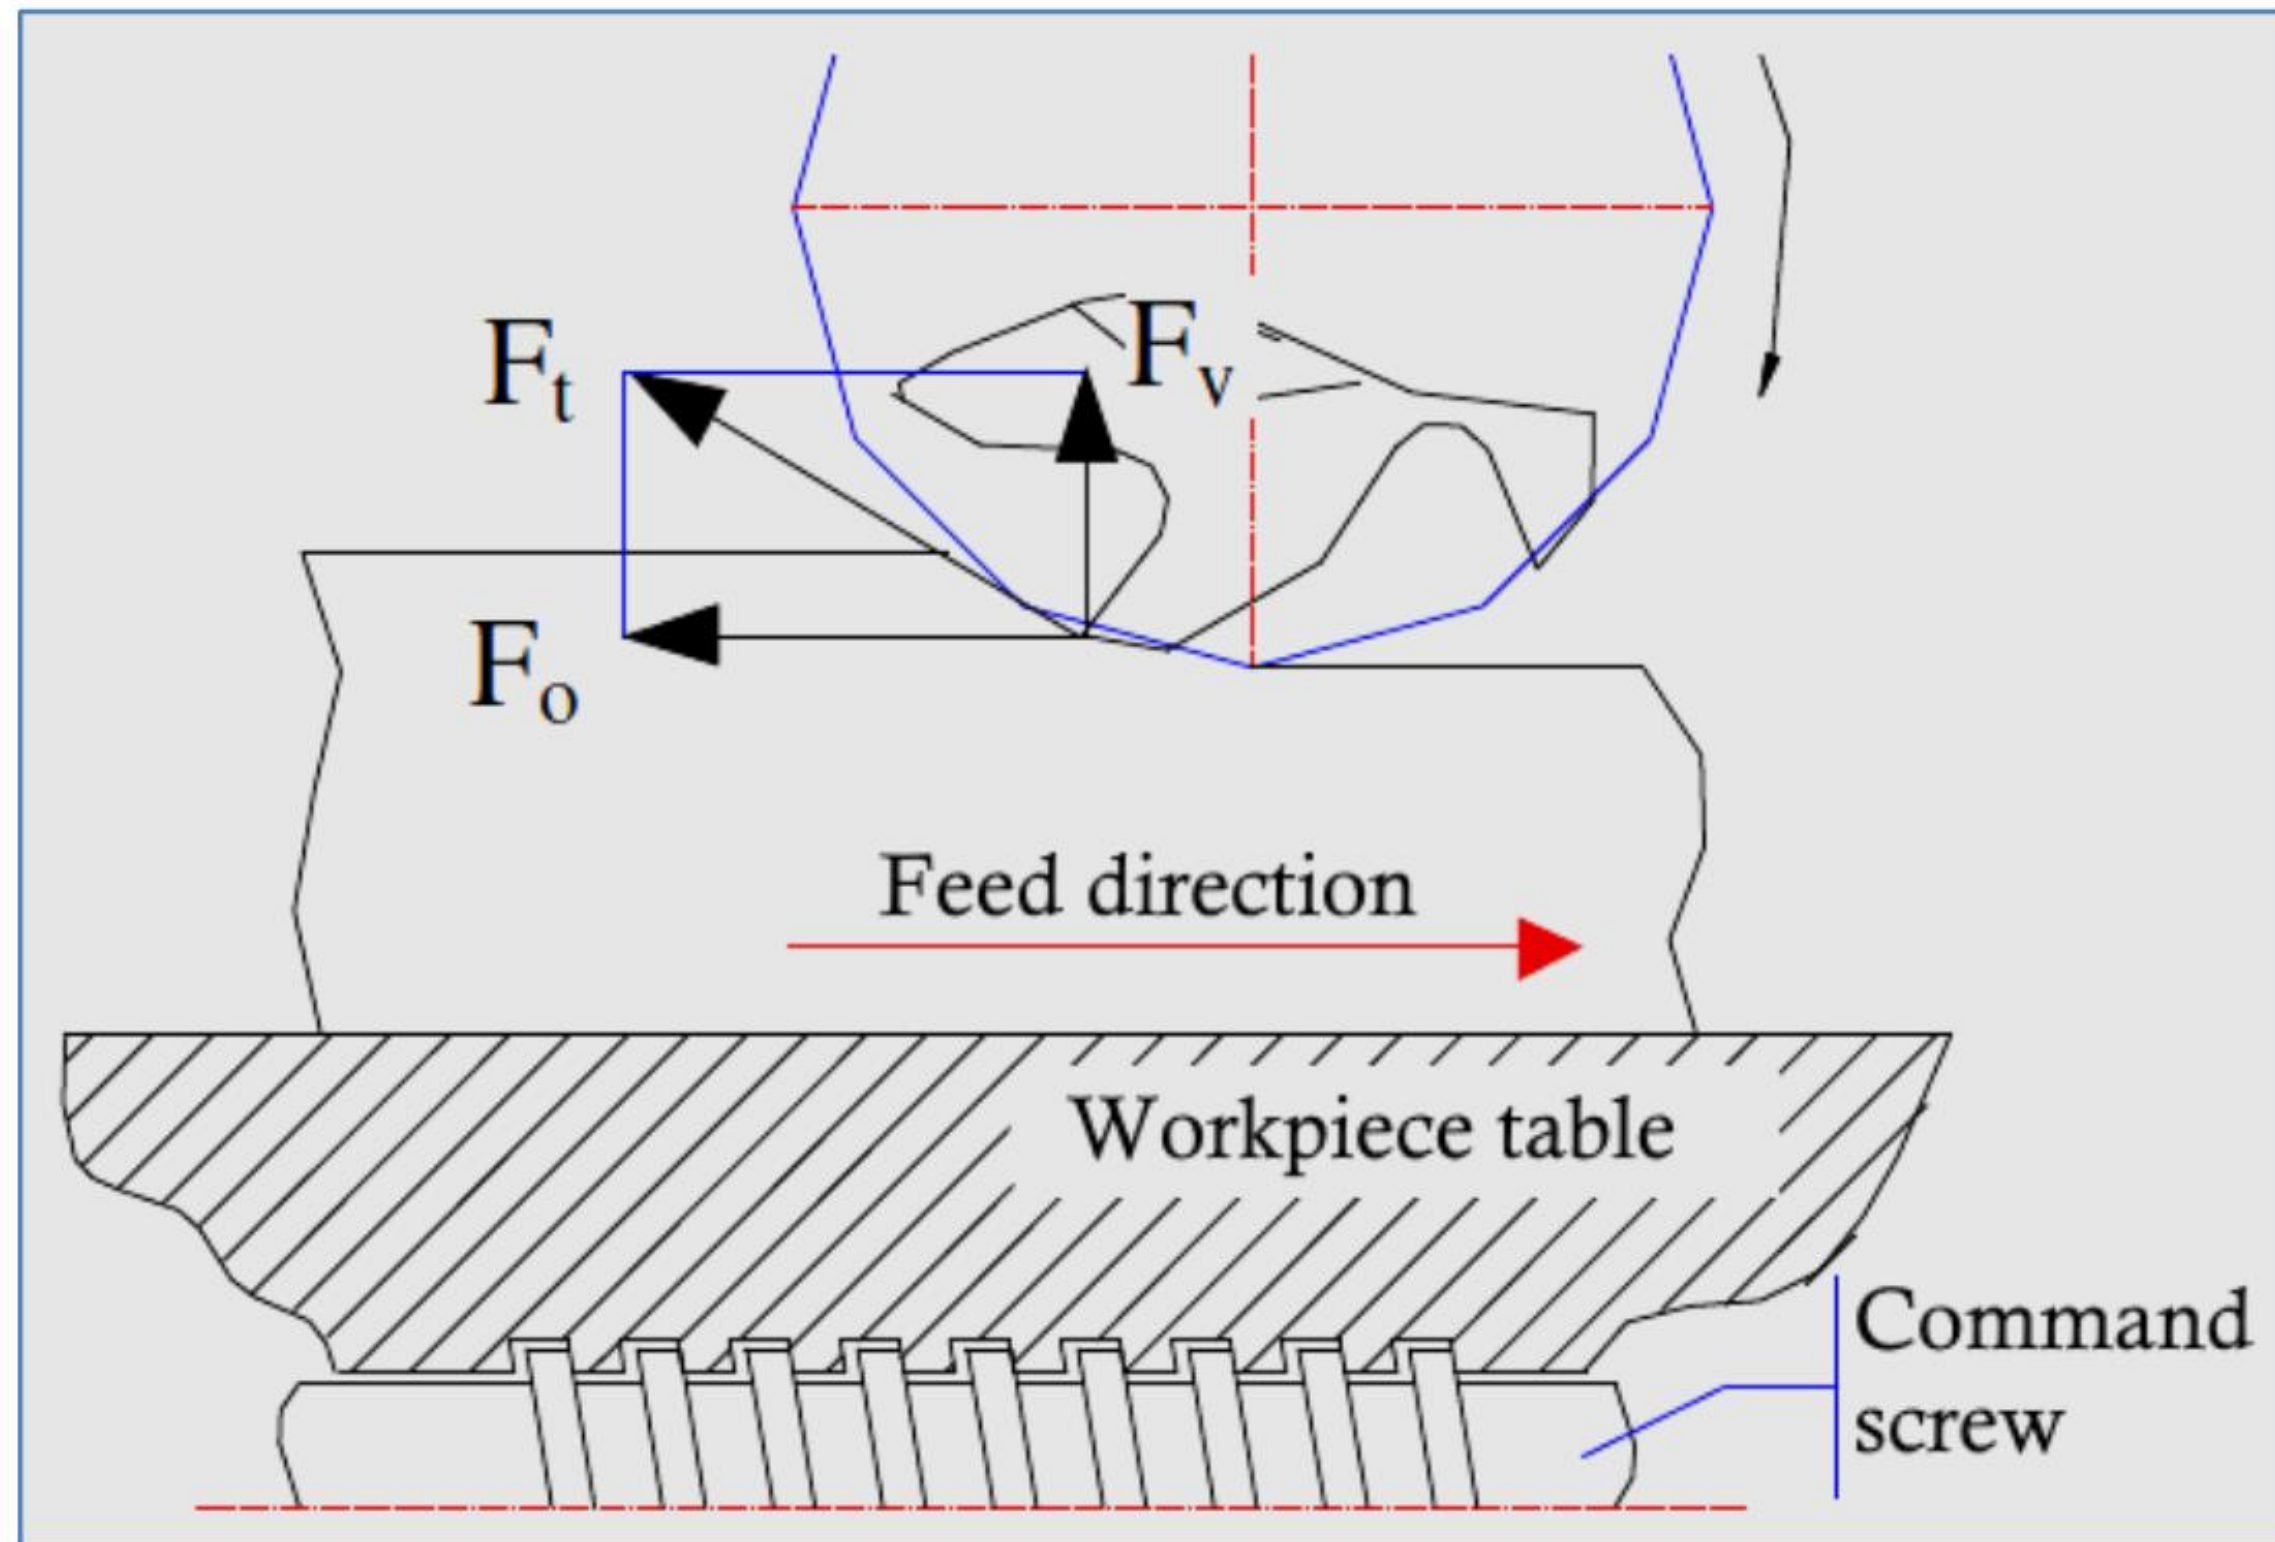 Fv
Ft
Fo
Feed direction
Workpiece table
Command
screw